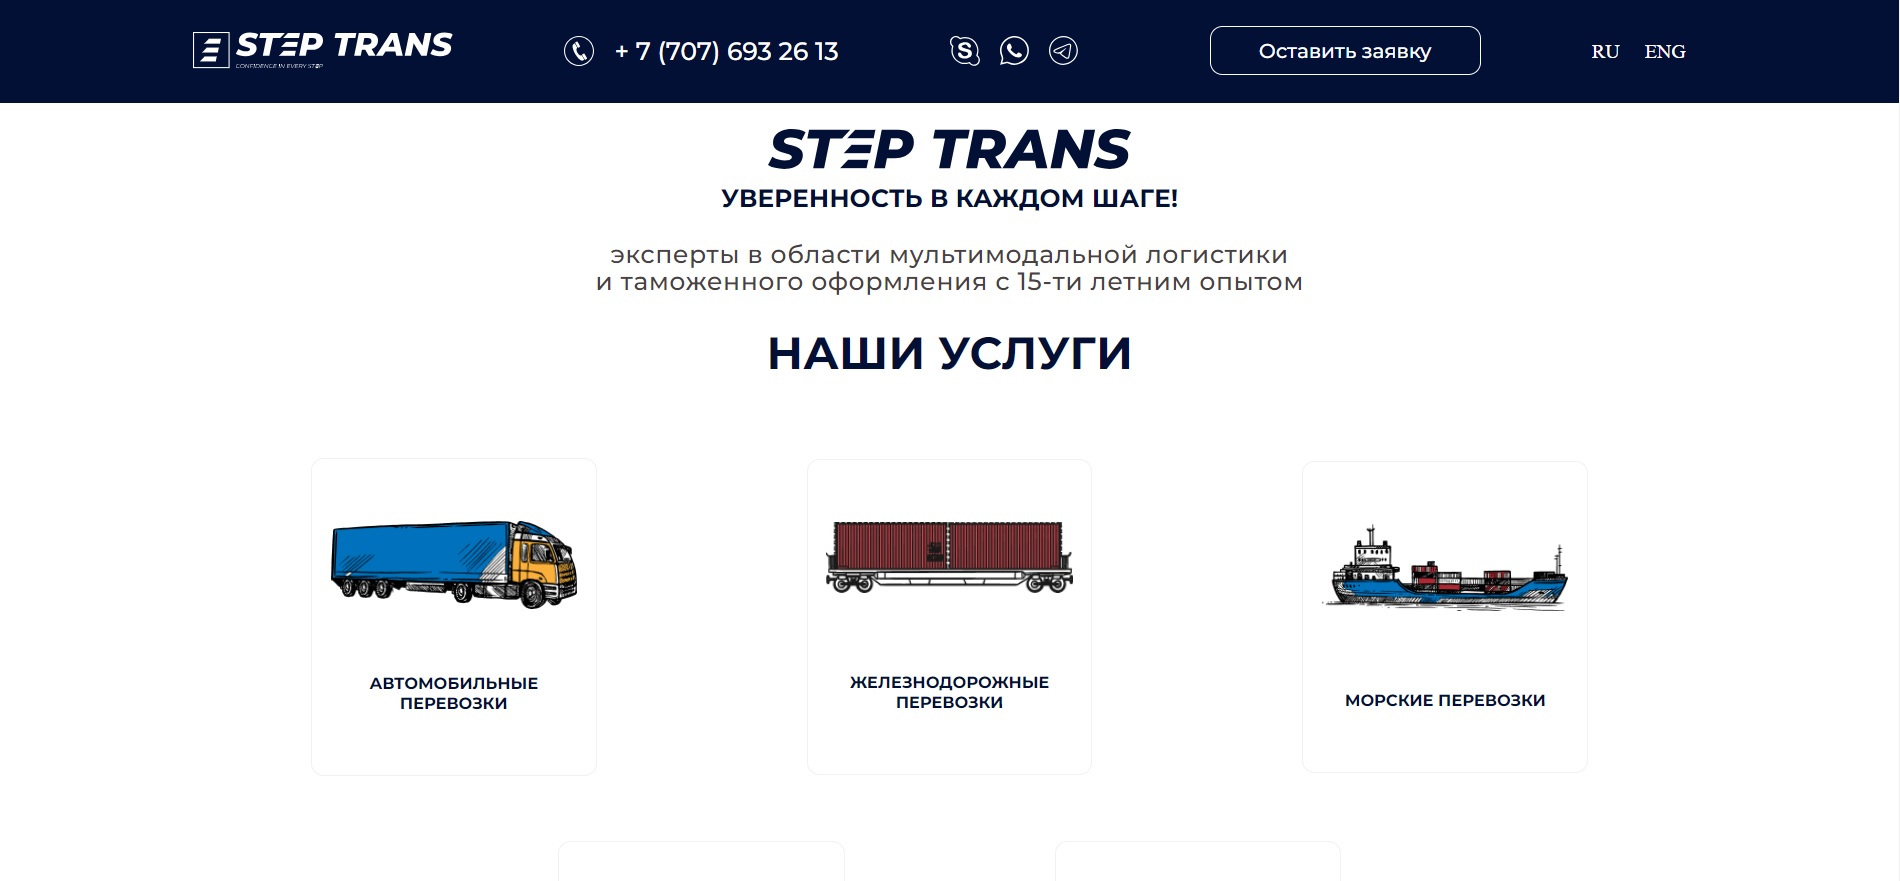 STEP TRANS
CONFIDENCE IN EVERY STEP
+ 7 (707) 693 26 13
Оставить заявку
RU ENG
STEP TRANS
УВЕРЕННОСТЬ В КАЖДОМ ШАГЕ!
эксперты в области мультимодальной логистики
и таможенного оформления с 15-ти летним опытом
НАШИ УСЛУГИ
АВТОМОБИЛЬНЫЕ
ПЕРЕВОЗКИ
ЖЕЛЕЗНОДОРОЖНЫЕ
ПЕРЕВОЗКИ
МОРСКИЕ ПЕРЕВОЗКИ